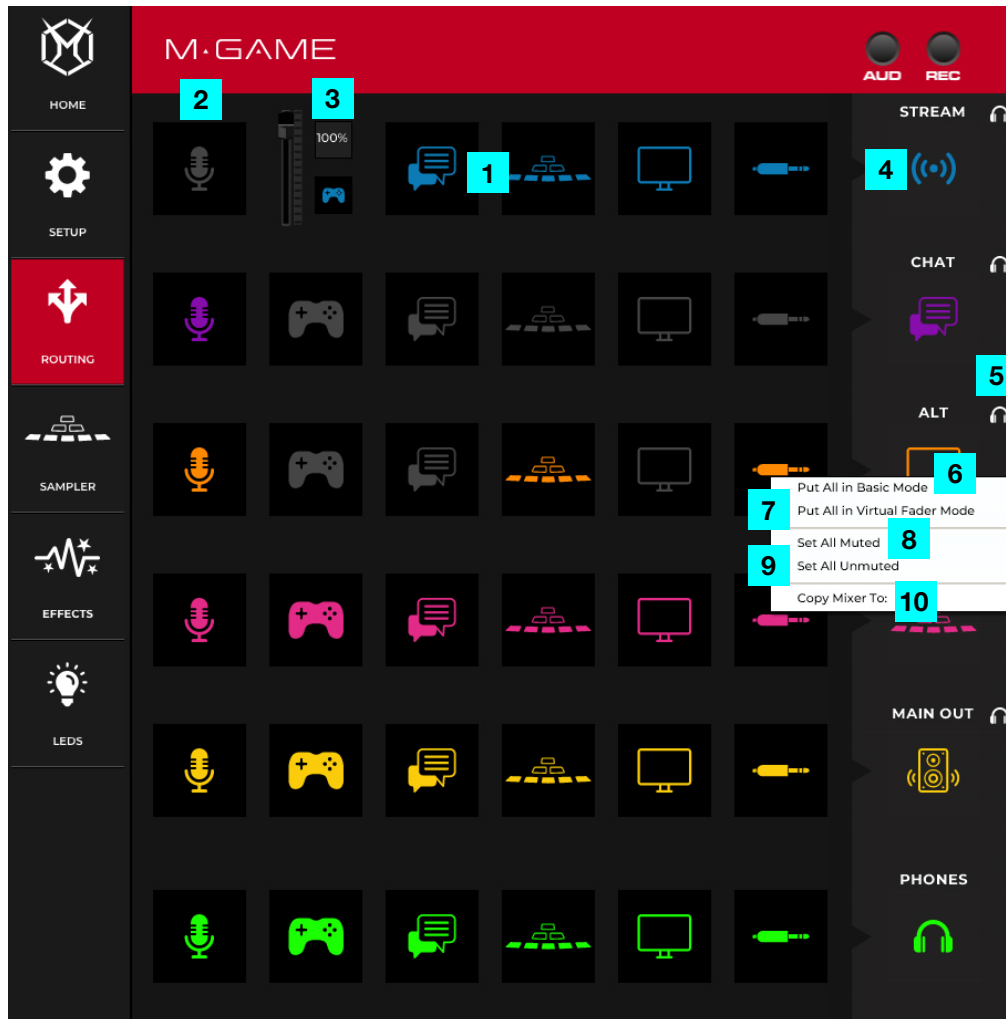 M·GAME
AUD REC
HOME
SETUP
ROUTING
SAMPLER
EFFECTS
LEDS
2
3
100%
1
4
STREAM
CHAT
5
ALT
6
Put All in Basic Mode
7
Put All in Virtual Fader Mode
Set All Muted
8
9
Set All Unmuted
Copy Mixer To:
10
MAIN OUT
PHONES